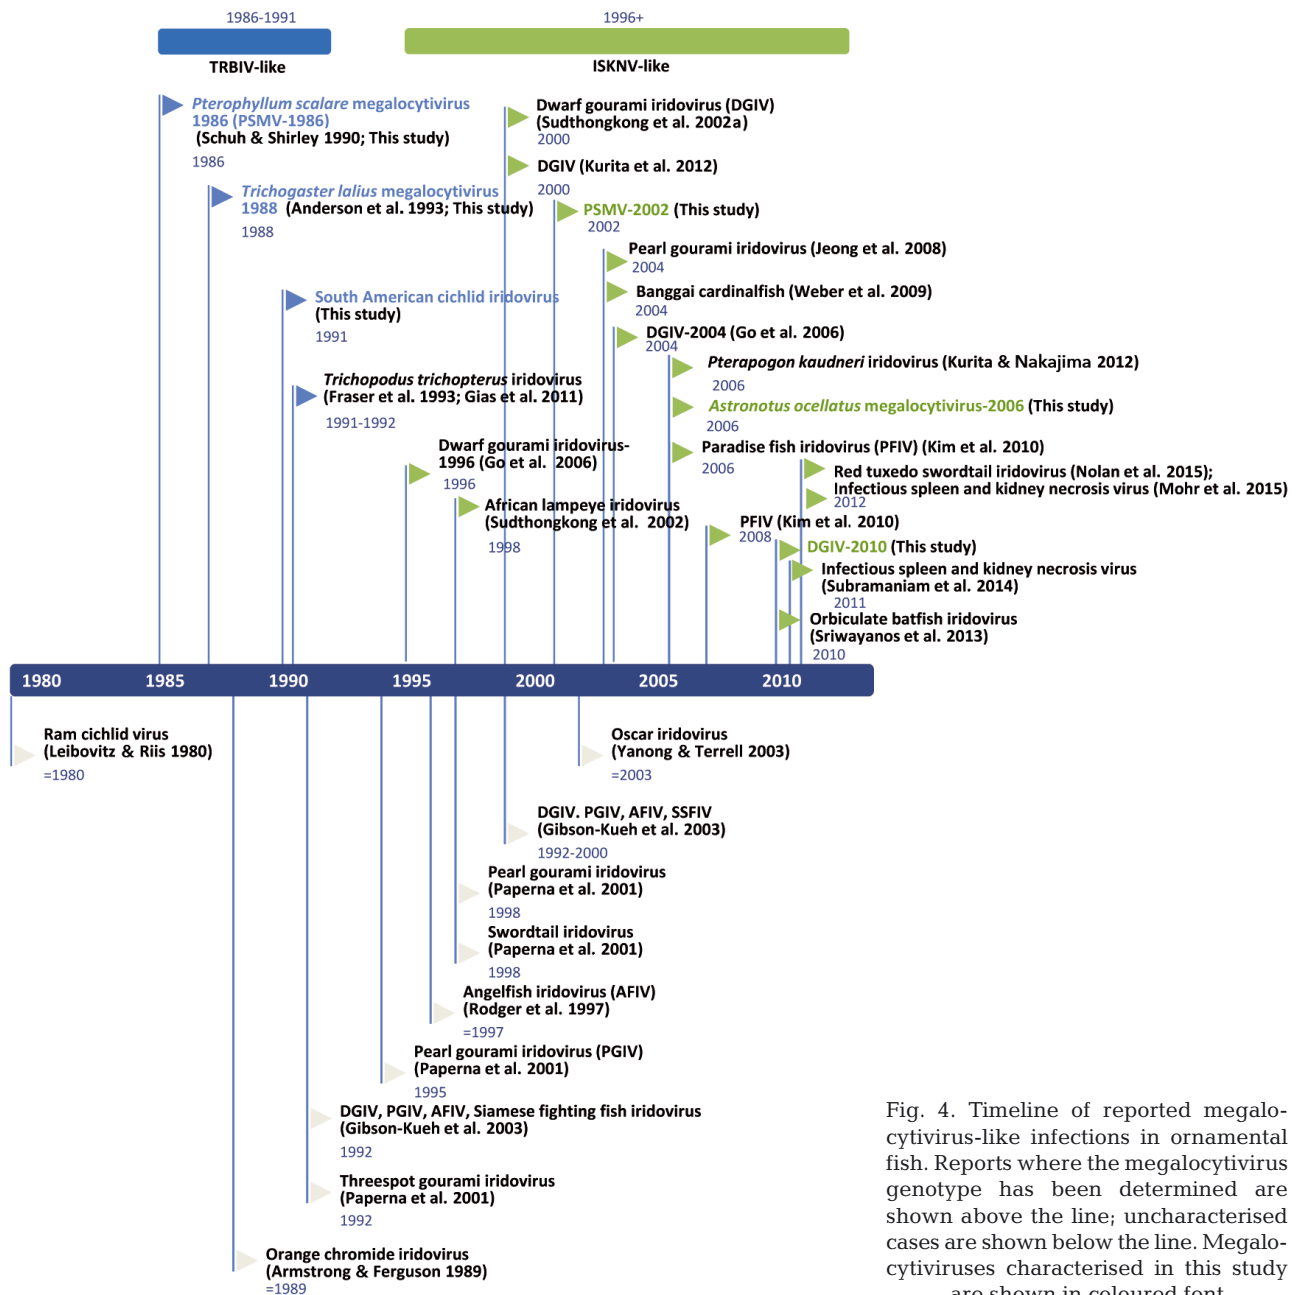 1986-1991
1996+
TRBIV-like
ISKNV-like
Pterophyllum scalare megalocytivirus
1986 (PSMV-1986)
(Schuh & Shirley 1990; This study)
1986
Trichogaster lalius megalocytivirus
1988 (Anderson et al. 1993; This study)
1988
South American cichlid iridovirus
(This study)
1991
Trichopodus trichopterus iridovirus
(Fraser et al. 1993; Gias et al. 2011)
1991-1992
Dwarf gourami iridovirus-
1996 (Go et al. 2006)
1996
African lampeye iridovirus
(Sudthongkong et al. 2002)
1998
Dwarf gourami iridovirus (DGIV)
(Sudthongkong et al. 2002a)
2000
DGIV (Kurita et al. 2012)
2000
PSMV-2002 (This study)
2002
Pearl gourami iridovirus (Jeong et al. 2008)
2004
Banggai cardinalfish (Weber et al. 2009)
2004
DGIV-2004 (Go et al. 2006)
2004
Pterapogon kaudneri iridovirus (Kurita & Nakajima 2012)
2006
Astronotus ocellatus megalocytivirus-2006 (This study)
2006
Paradise fish iridovirus (PFIV) (Kim et al. 2010)
2006
Red tuxedo swordtail iridovirus (Nolan et al. 2015);
Infectious spleen and kidney necrosis virus (Mohr et al. 2015)
2012
PFIV (Kim et al. 2010)
2008
DGIV-2010 (This study)
Infectious spleen and kidney necrosis virus
(Subramaniam et al. 2014)
2011
Orbiculate batfish iridovirus
(Sriwayanos et al. 2013)
2010
1980 1985 1990 1995 2000 2005 2010
Ram cichlid virus
(Leibovitz & Riis 1980)
=1980
Oscar iridovirus
(Yanong & Terrell 2003)
=2003
DGIV. PGIV, AFIV, SSFIV
(Gibson-Kueh et al. 2003)
1992-2000
Pearl gourami iridovirus
(Paperna et al. 2001)
1998
Swordtail iridovirus
(Paperna et al. 2001)
1998
Angelfish iridovirus (AFIV)
(Rodger et al. 1997)
=1997
Pearl gourami iridovirus (PGIV)
(Paperna et al. 2001)
1995
DGIV, PGIV, AFIV, Siamese fighting fish iridovirus
(Gibson-Kueh et al. 2003)
1992
Threespot gourami iridovirus
(Paperna et al. 2001)
1992
Orange chromide iridovirus
(Armstrong & Ferguson 1989)
=1989
Fig. 4. Timeline of reported megalo-
cytivirus-like infections in ornamental
fish. Reports where the megalocytivirus
genotype has been determined are
shown above the line; uncharacterised
cases are shown below the line. Megalo-
cytiviruses characterised in this study
are shown in coloured font